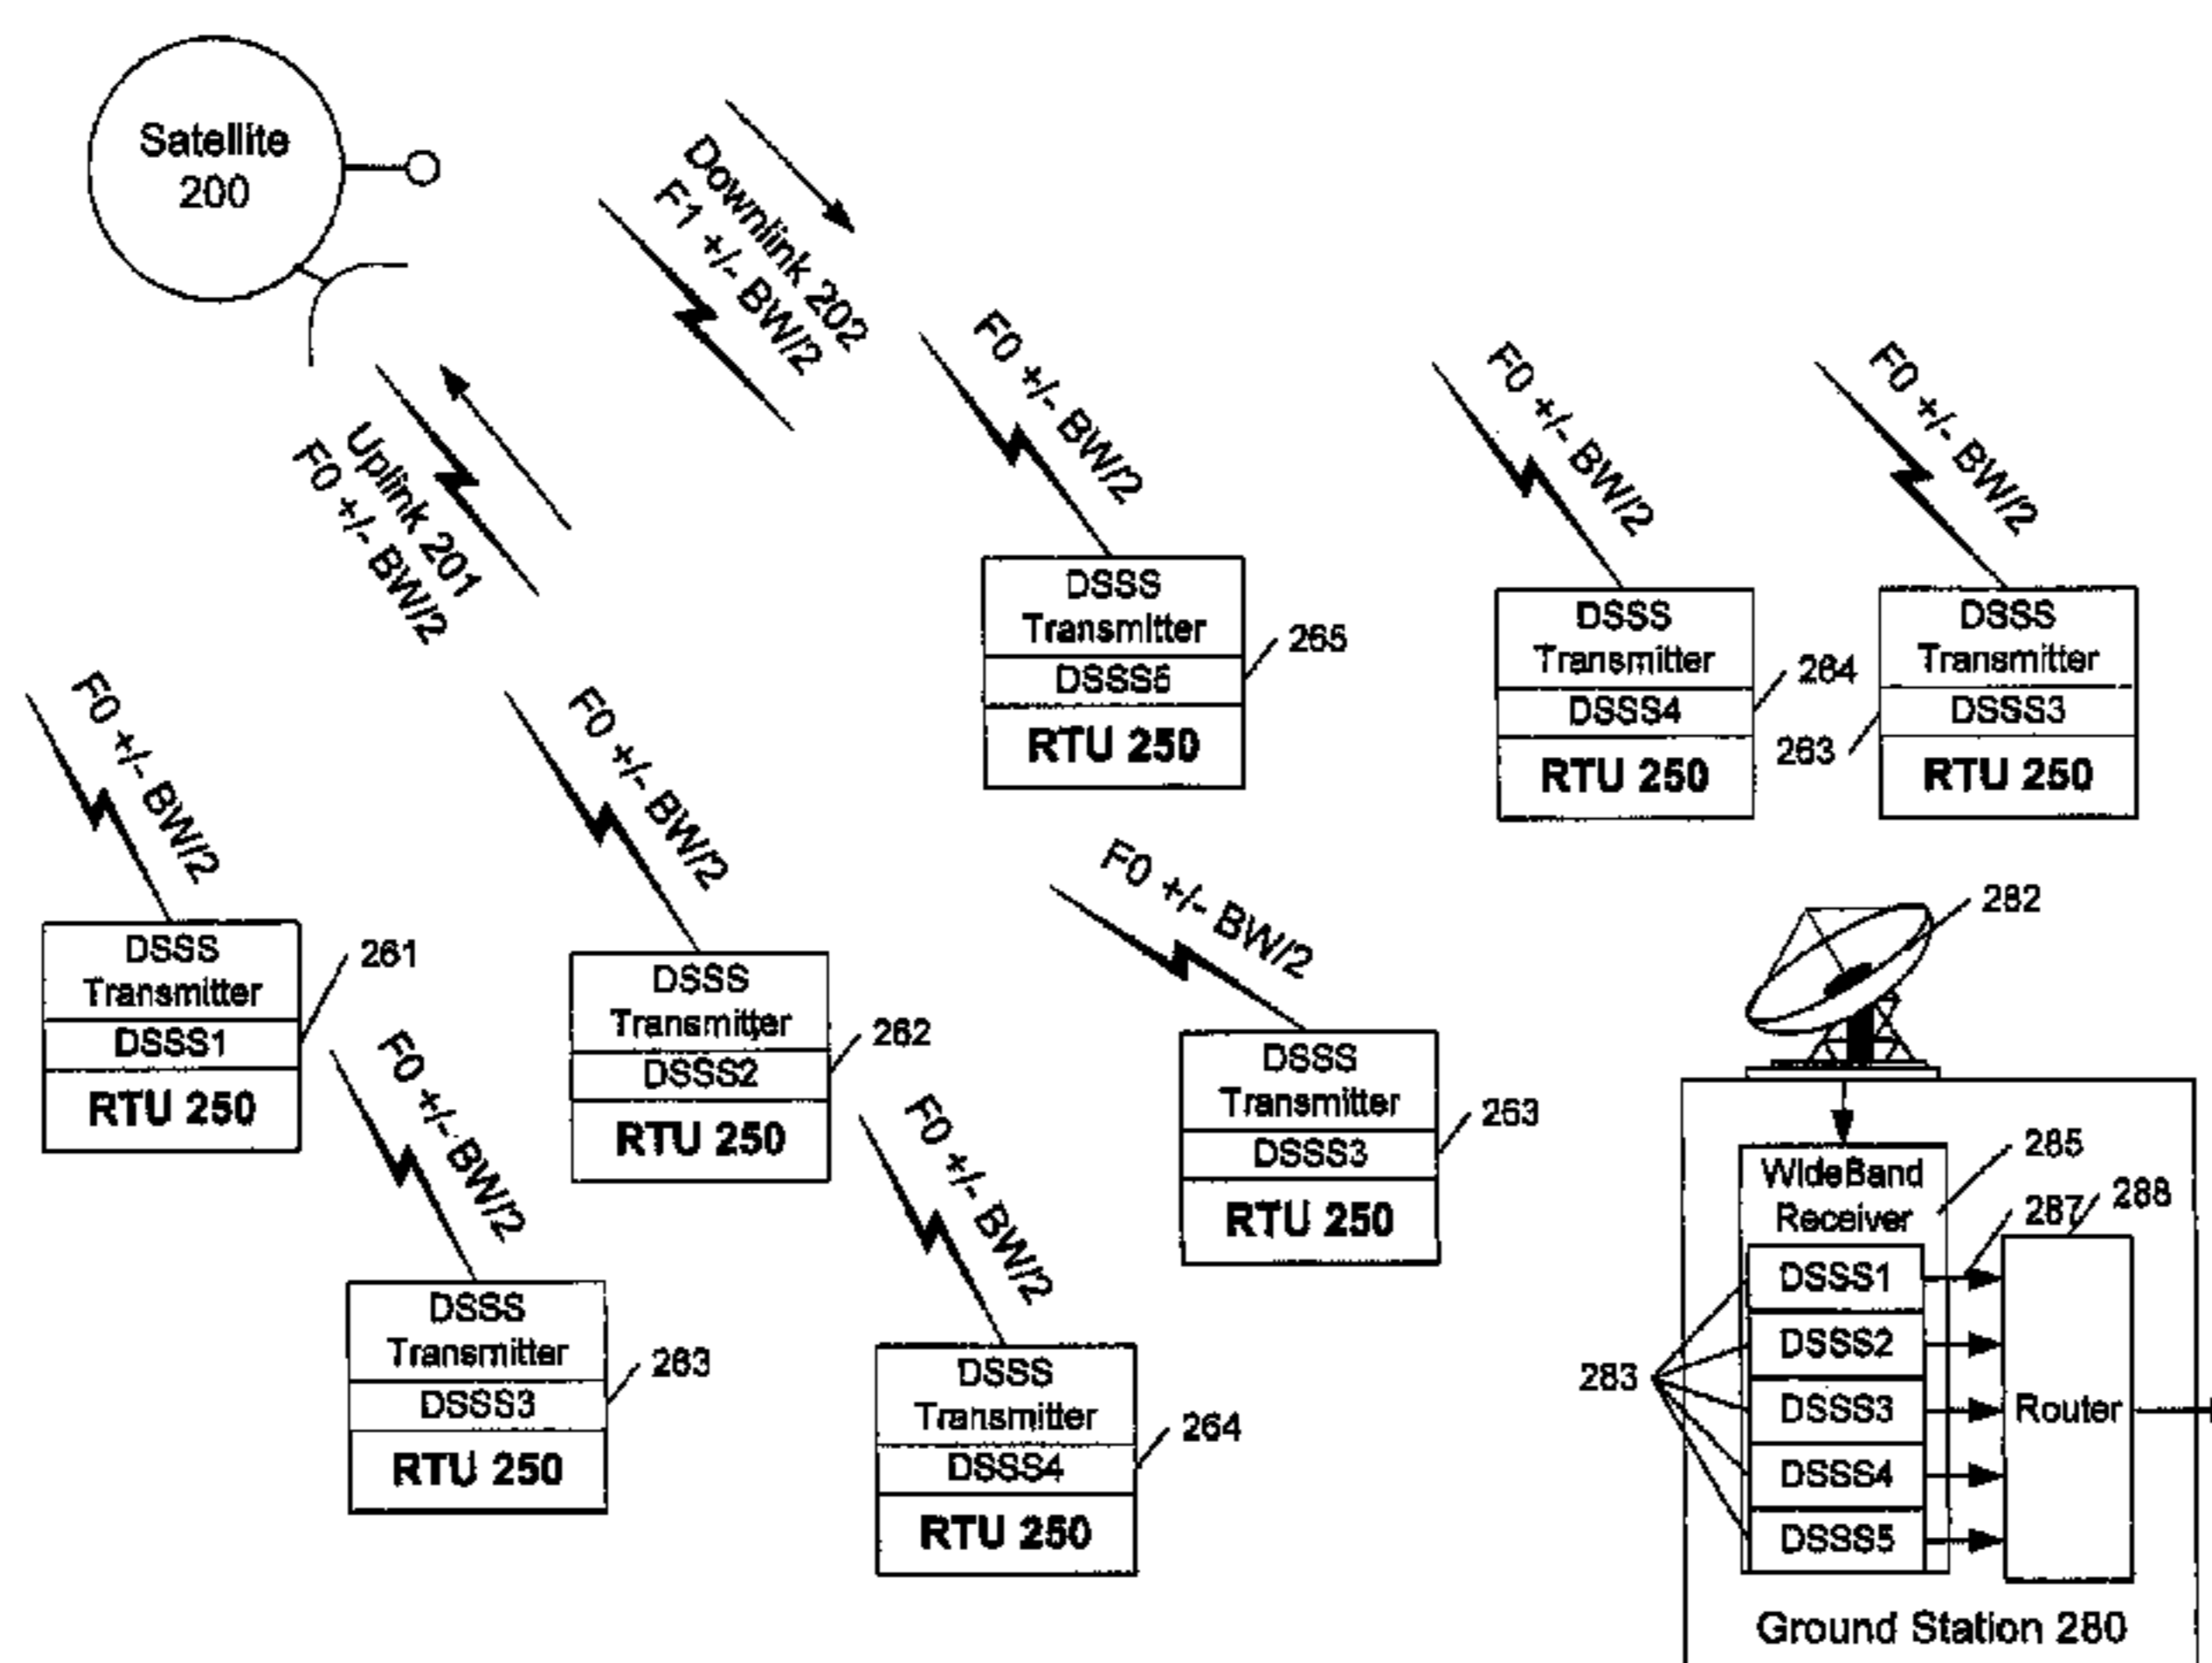 Satellite
200
Downlink 202
F1 +/- BW/2
Uplink 201
F0 +/- BW/2
F0 +/- BW/2
DSSS
Transmitter
DSSS5
RTU 250
265
F0 +/- BW/2
DSSS
Transmitter
DSSS4
RTU 250
264
F0 +/- BW/2
DSSS
Transmitter
DSSS3
RTU 250
263
F0 +/- BW/2
DSSS
Transmitter
DSSS1
RTU 250
261
F0 +/- BW/2
DSSS
Transmitter
DSSS2
RTU 250
262
F0 +/- BW/2
DSSS
Transmitter
DSSS3
RTU 250
263
F0 +/- BW/2
DSSS
Transmitter
DSSS3
RTU 250
263
F0 +/- BW/2
DSSS
Transmitter
DSSS4
RTU 250
264
282
WideBand
Receiver
285
287
288
DSSS1
DSSS2
DSSS3
DSSS4
DSSS5
283
Router
Ground Station 280